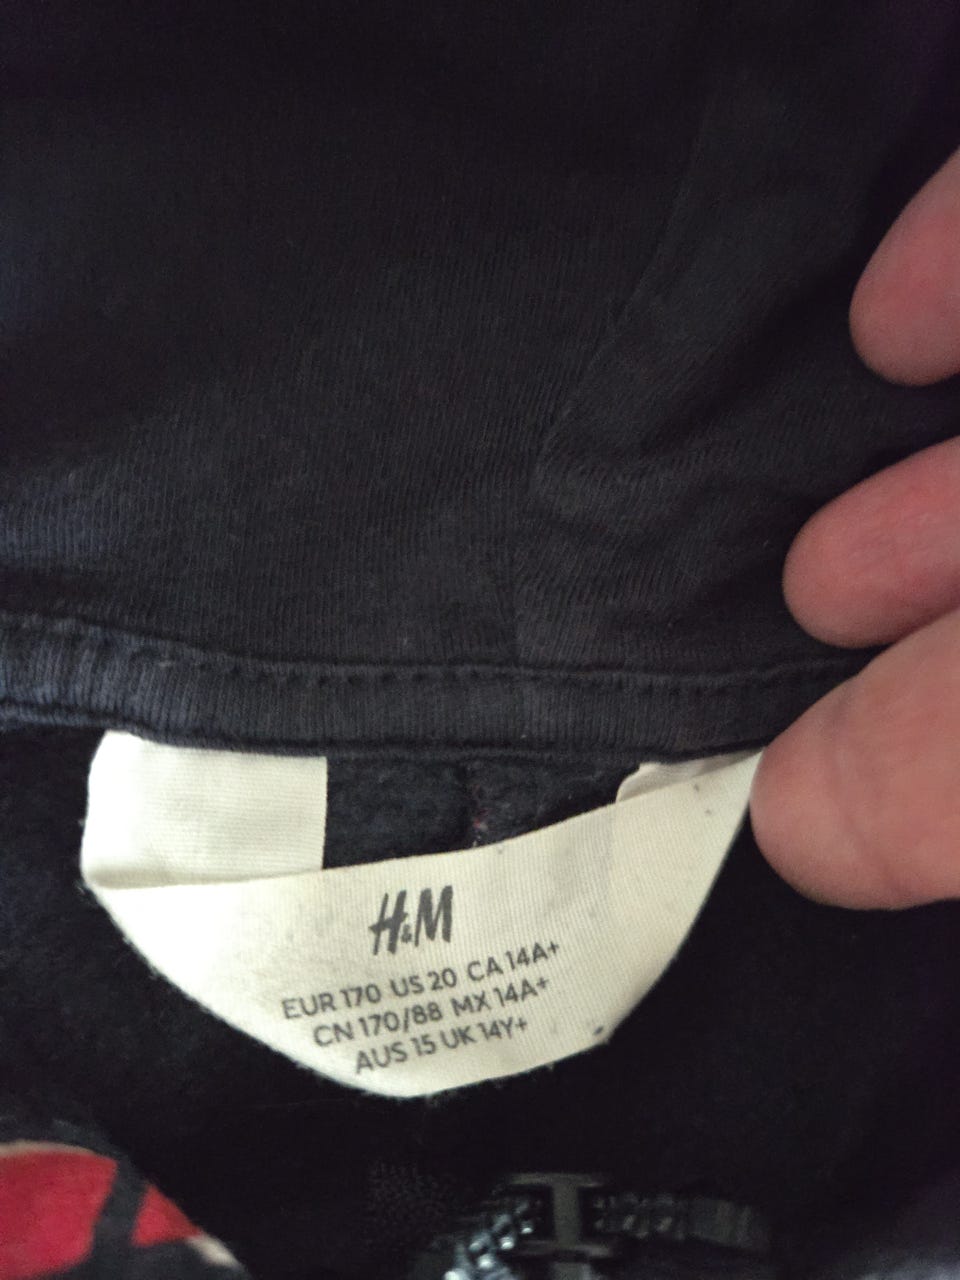 H&M
EUR 170 US 20 CA 14A+
CN 170/88 MX 14A+
AUS 15 UK 14Y+